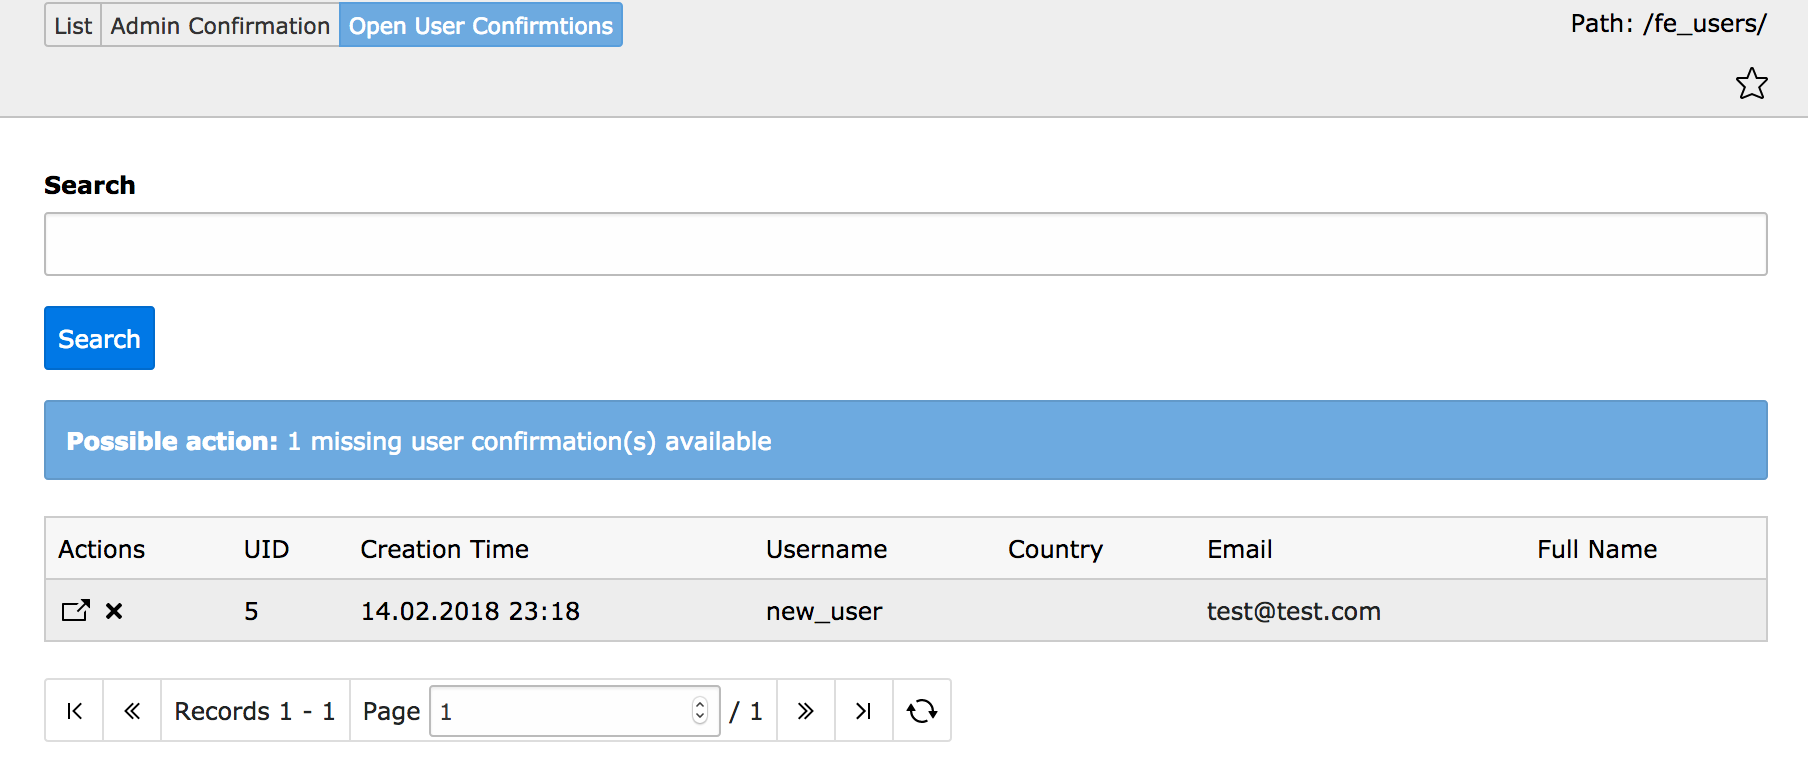 List Admin Confirmation Open User Confirmtions Path: /fe_users/
Search
Search
Possible action: 1 missing user confirmation(s) available
Actions UID Creation Time Username Country Email Full Name
5 14.02.2018 23:18 new_user test@test.com
Records 1 - 1 Page 1 / 1